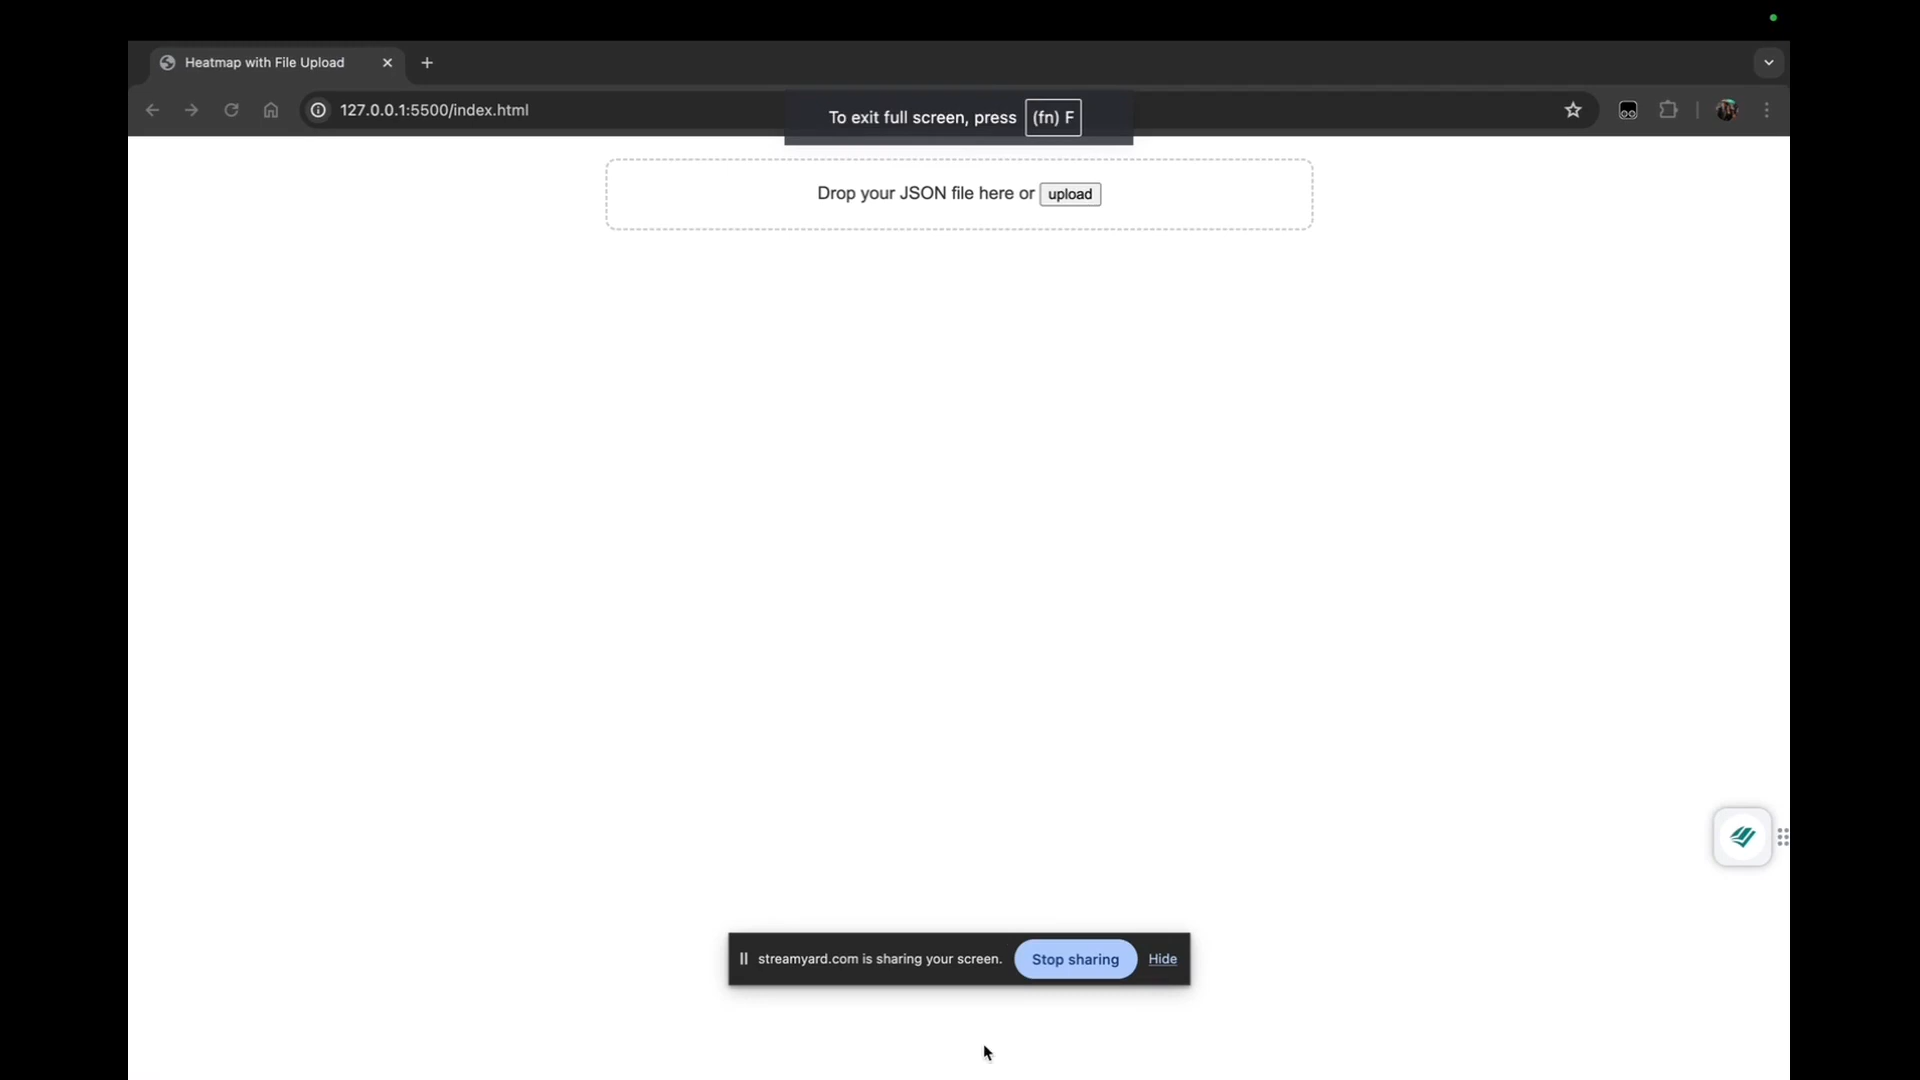 Heatmap with File Upload
127.0.0.1:5500/index.html
To exit full screen, press (fn) F
Drop your JSON file here or upload
streamyard.com is sharing your screen. Stop sharing Hide